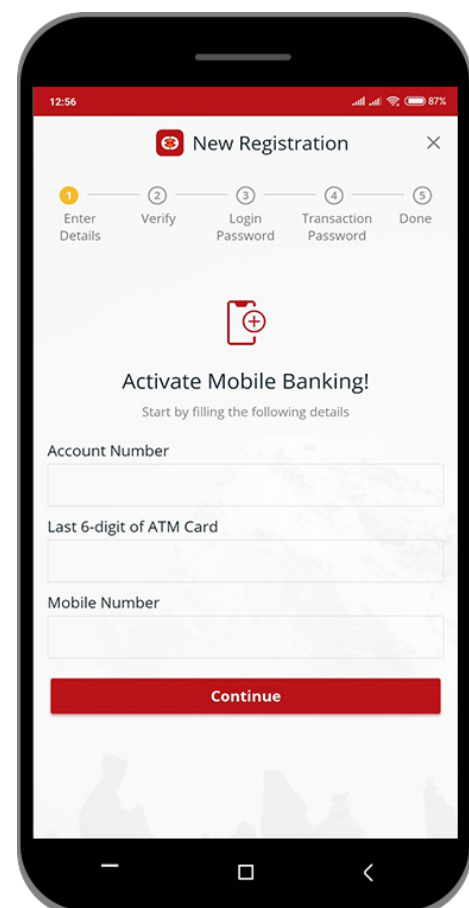 12:56 87%
New Registration
1 2 3 4 5
Enter Details Verify Login Password Transaction Password Done
Activate Mobile Banking!
Start by filling the following details
Account Number
Last 6-digit of ATM Card
Mobile Number
Continue